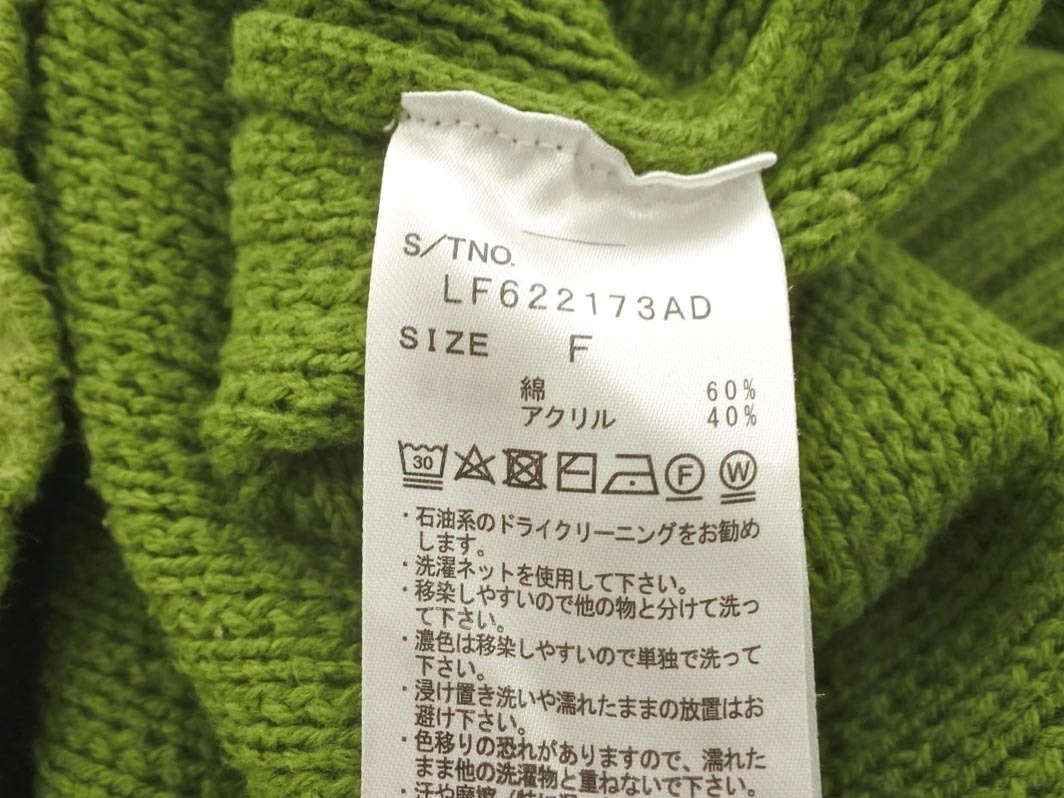 S/TNO.
LF622173AD
SIZE F
綿 60%
アクリル 40%
30 F W
・石油系のドライクリーニングをお勧め
します。
・洗濯ネットを使用して下さい。
・移染しやすいので他の物と分けて洗っ
て下さい。
・濃色は移染しやすいので単独で洗って
下さい。
・浸け置き洗いや濡れたままの放置はお
避け下さい。
・色移りの恐れがありますので、濡れた
まま他の洗濯物と重ねないで下さい。
・汗や摩擦